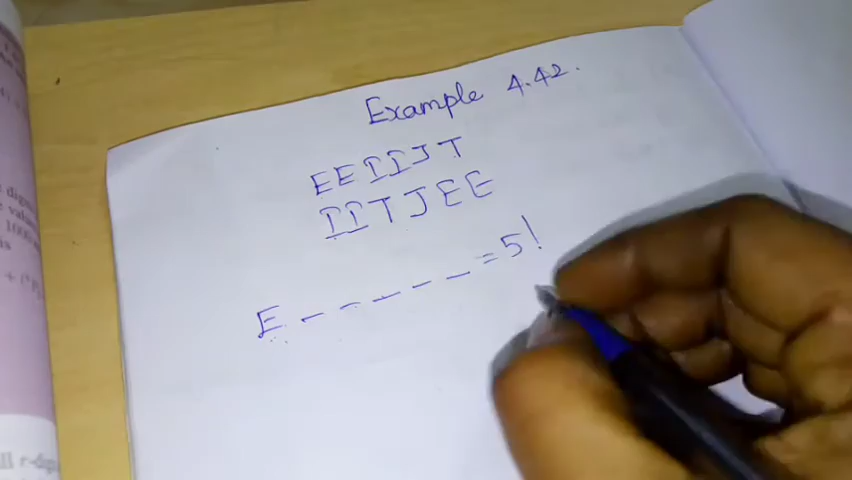 Example 4.42.
EEIIJT
IITJEE
E _ _ _ _ _ = 5!